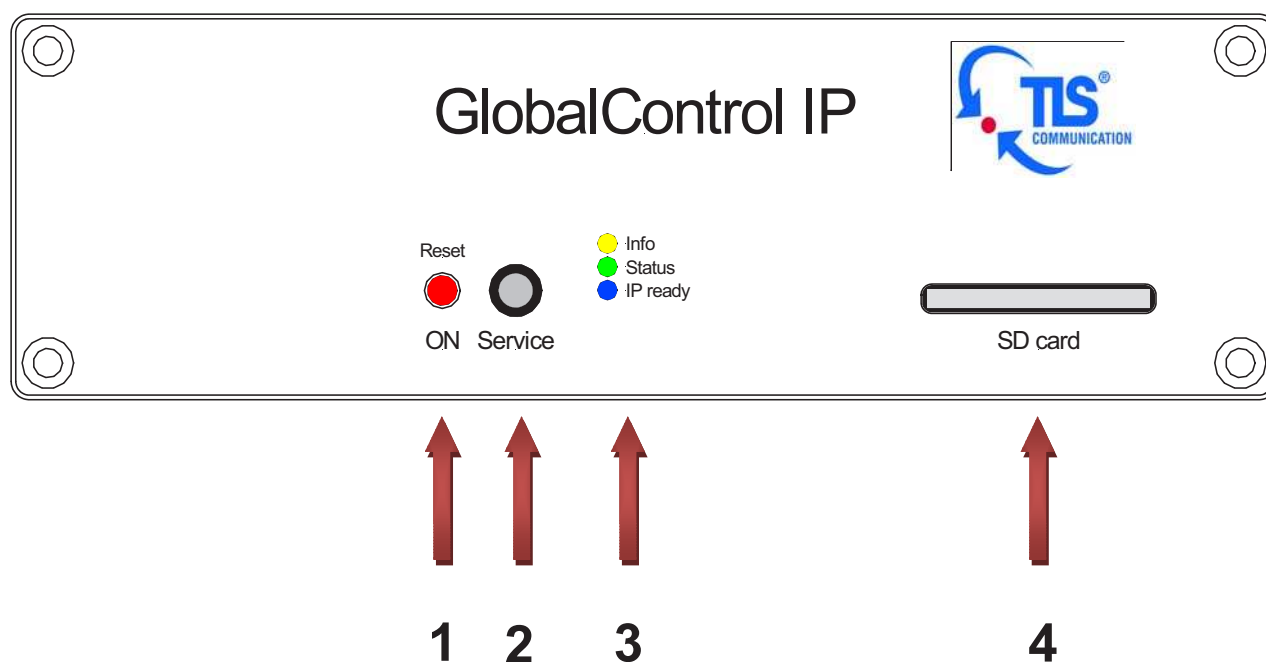 GlobalControl IP
TLS®
COMMUNICATION
Reset
Info
Status
IP ready
ON Service
SD card
1 2 3 4